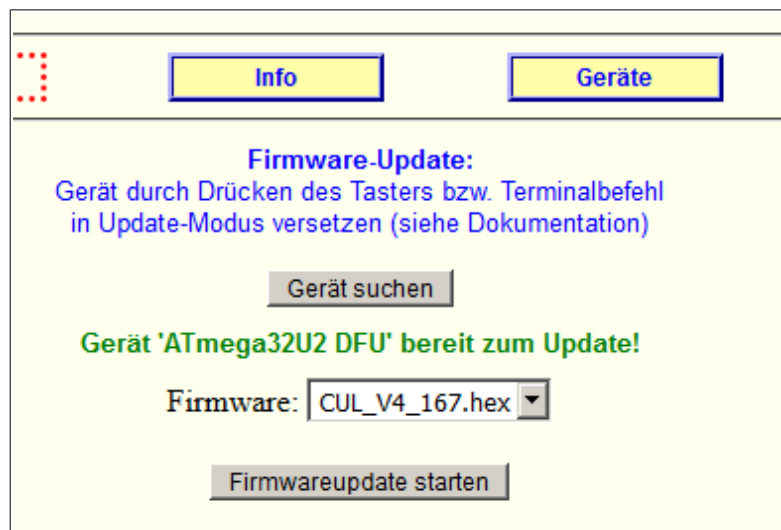 Info
Geräte
Firmware-Update:
Gerät durch Drücken des Tasters bzw. Terminalbefehl
in Update-Modus versetzen (siehe Dokumentation)
Gerät suchen
Gerät 'ATmega32U2 DFU' bereit zum Update!
Firmware: CUL_V4_167.hex
Firmwareupdate starten